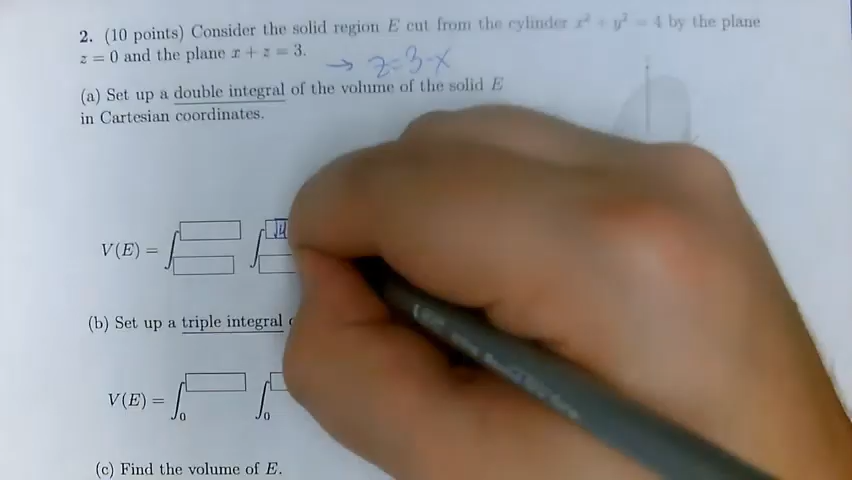 2. (10 points) Consider the solid region E cut from the cylinder x² + y² = 4 by the plane
z = 0 and the plane x + z = 3.
→ z=3-x
(a) Set up a double integral of the volume of the solid E
in Cartesian coordinates.
V(E) = ∫ ∫ √4
(b) Set up a triple integral
V(E) = ∫₀ ∫₀
(c) Find the volume of E.